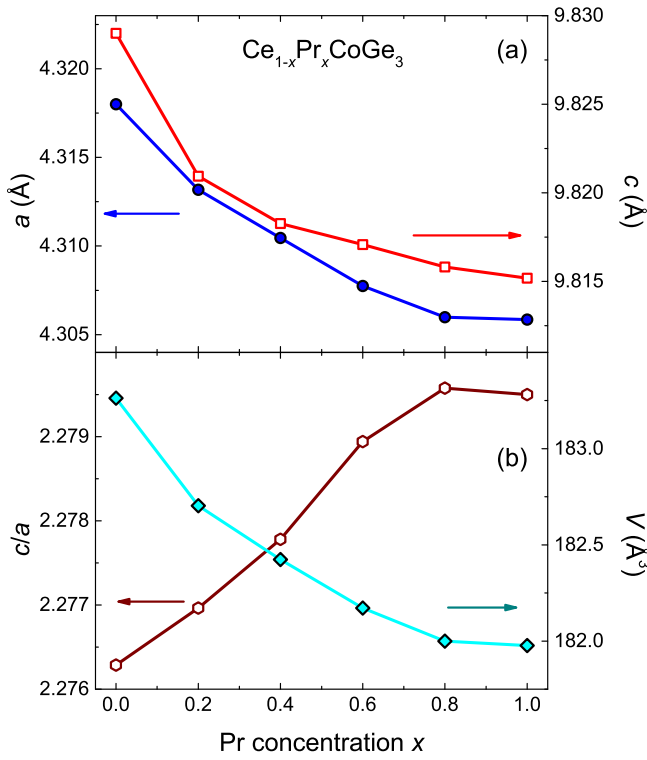 Ce1-xPrxCoGe3
(a)
4.320
4.315
4.310
4.305
a (Å)
9.830
9.825
9.820
9.815
c (Å)
2.279
2.278
2.277
2.276
c/a
(b)
183.0
182.5
182.0
V (Å3)
0.0 0.2 0.4 0.6 0.8 1.0
Pr concentration x